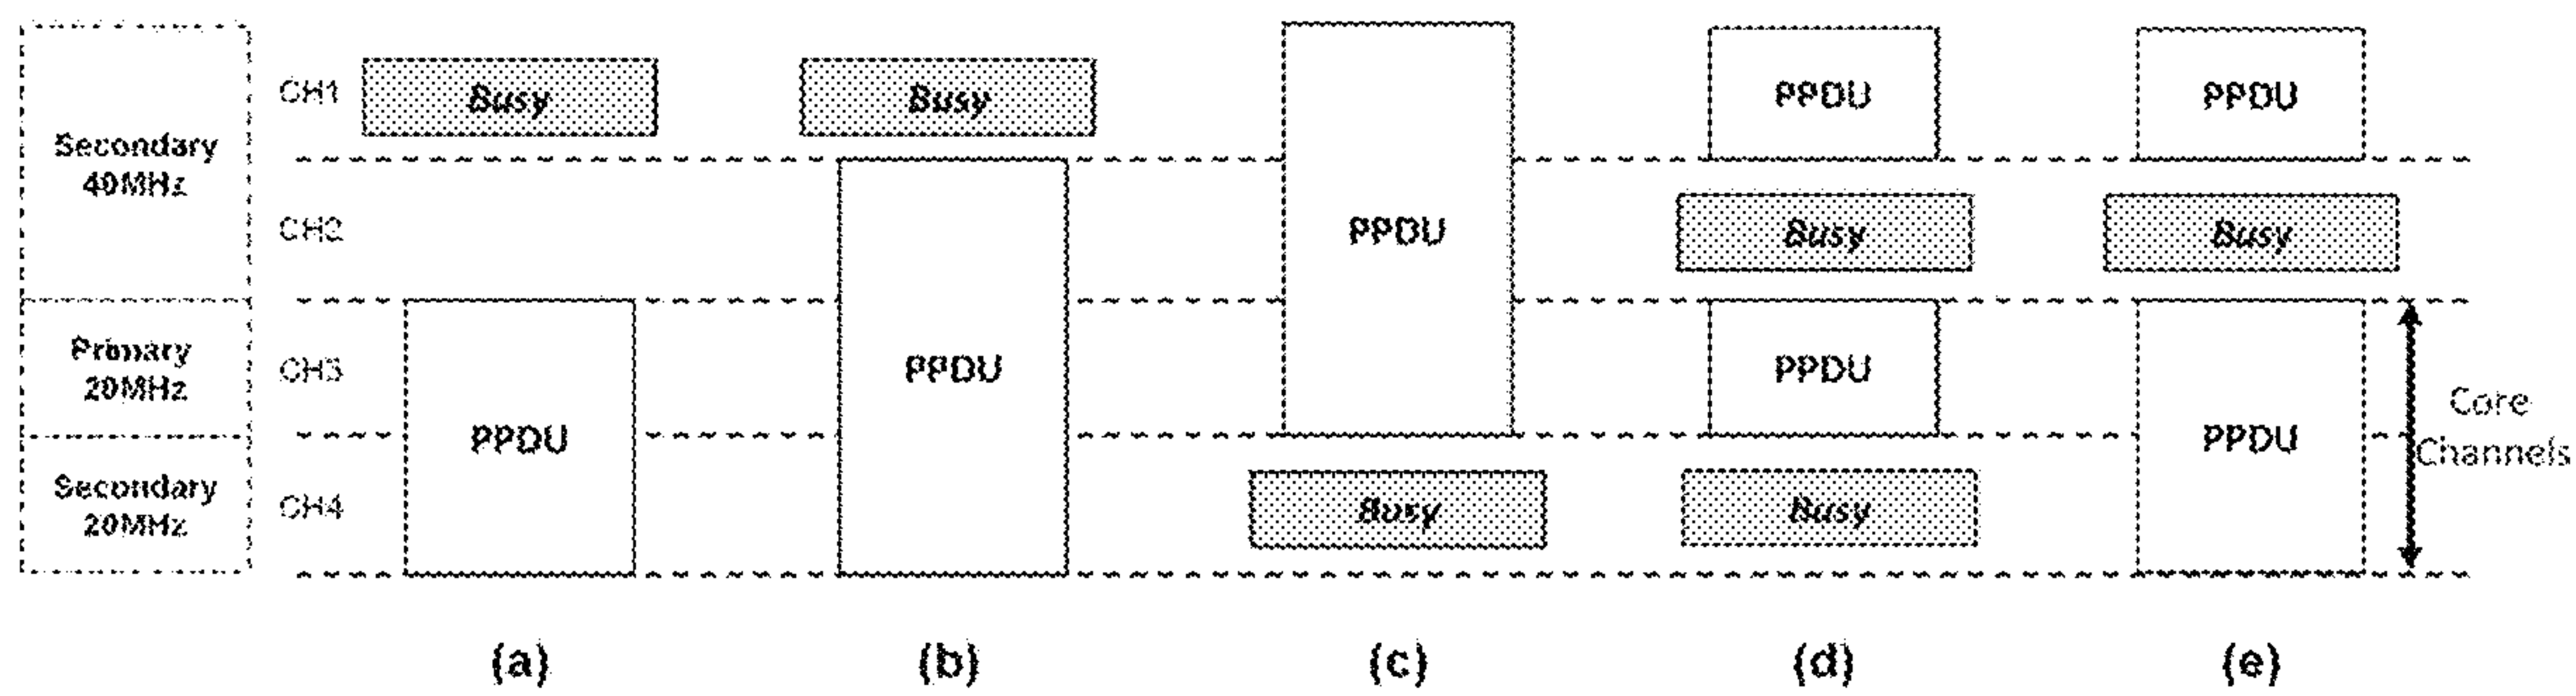 CH1
Busy
Busy
PPDU
PPDU
Secondary
40MHz
CH2
PPDU
Busy
Busy
Primary
20MHz
CH3
PPDU
PPDU
Core
Channels
PPDU
PPDU
Secondary
20MHz
CH4
Busy
Busy
(a)
(b)
(c)
(d)
(e)